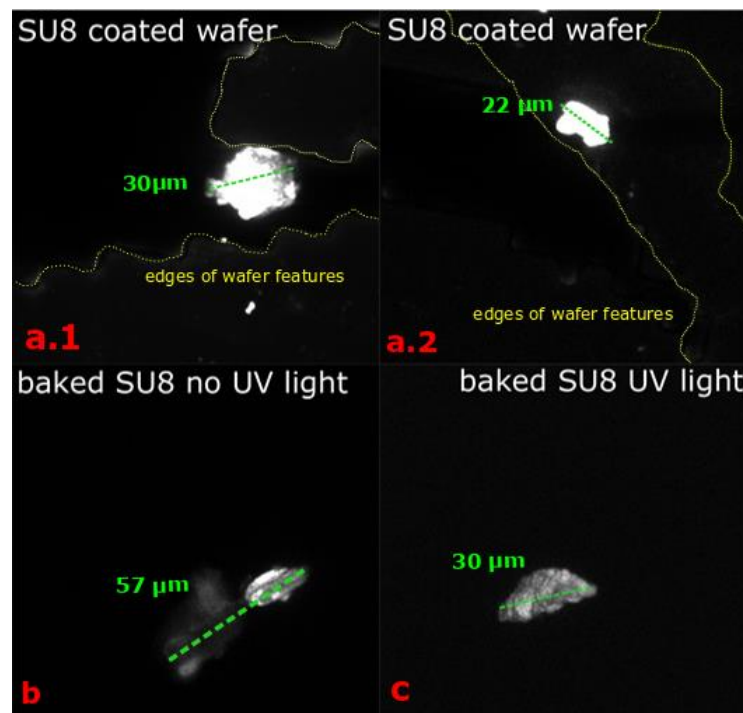 SU8 coated wafer
30μm
edges of wafer features
a.1
SU8 coated wafer
22 μm
edges of wafer features
a.2
baked SU8 no UV light
57 μm
b
baked SU8 UV light
30 μm
c